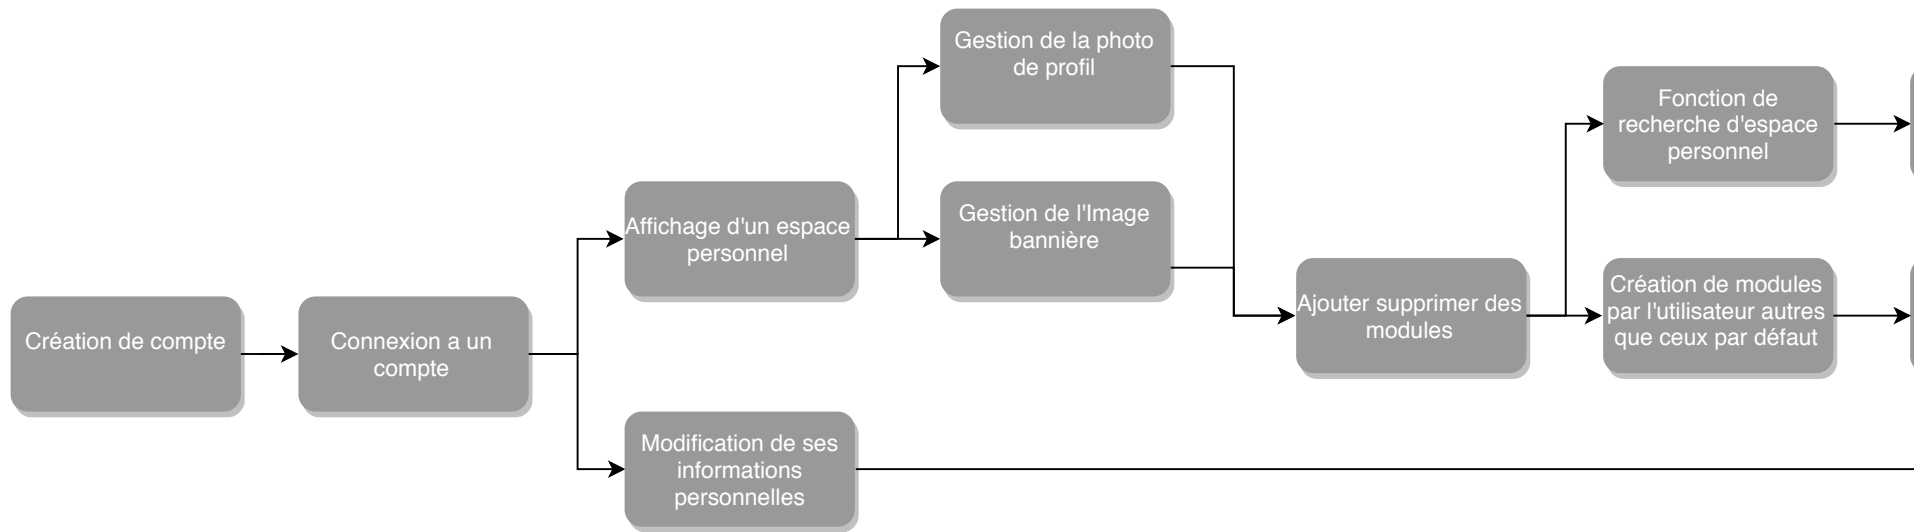 Gestion de la photo
de profil
Fonction de
recherche d'espace
personnel
Affichage d'un espace
personnel
Gestion de l'Image
bannière
Ajouter supprimer des
modules
Création de modules
par l'utilisateur autres
que ceux par défaut
Création de compte
Connexion a un
compte
Modification de ses
informations
personnelles